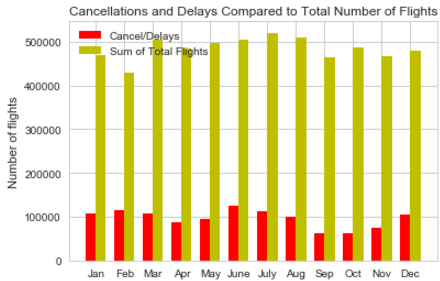 Cancellations and Delays Compared to Total Number of Flights
Cancel/Delays
Sum of Total Flights
Number of flights
500000
400000
300000
200000
100000
0
Jan Feb Mar Apr May June July Aug Sep Oct Nov Dec